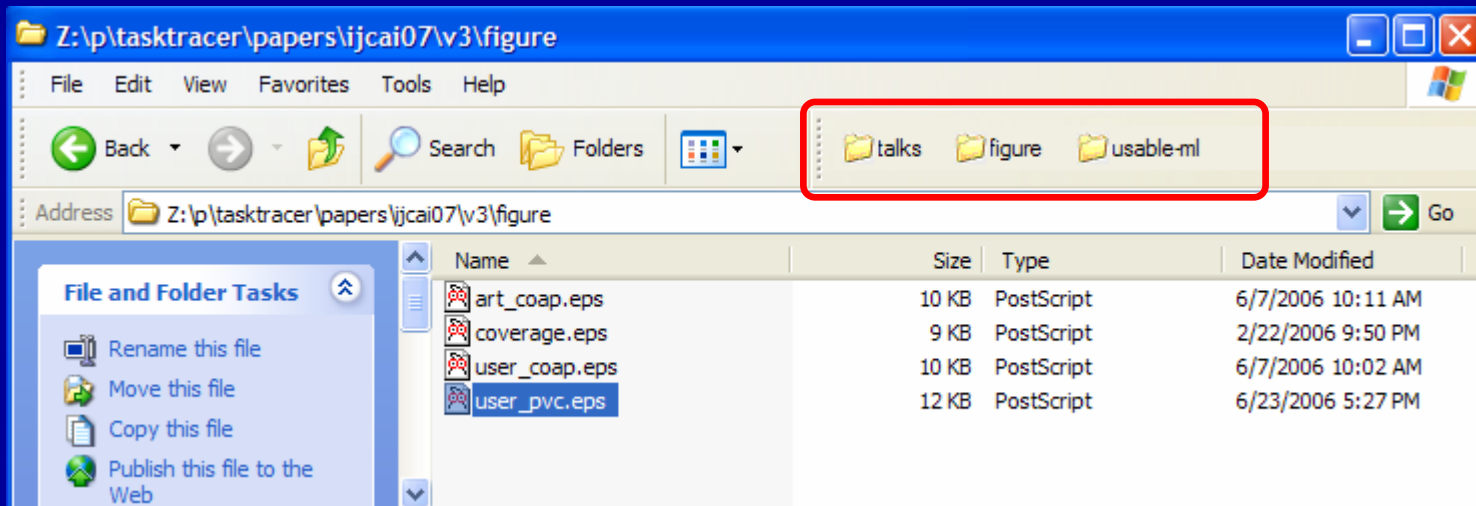 Z:\p\tasktracer\papers\ijcai07\v3\figure
File Edit View Favorites Tools Help
Back Search Folders talks figure usable-ml
Address Z:\p\tasktracer\papers\ijcai07\v3\figure Go
Name Size Type Date Modified
File and Folder Tasks
Rename this file
Move this file
Copy this file
Publish this file to the
Web
art_coap.eps 10 KB PostScript 6/7/2006 10:11 AM
coverage.eps 9 KB PostScript 2/22/2006 9:50 PM
user_coap.eps 10 KB PostScript 6/7/2006 10:02 AM
user_pvc.eps 12 KB PostScript 6/23/2006 5:27 PM